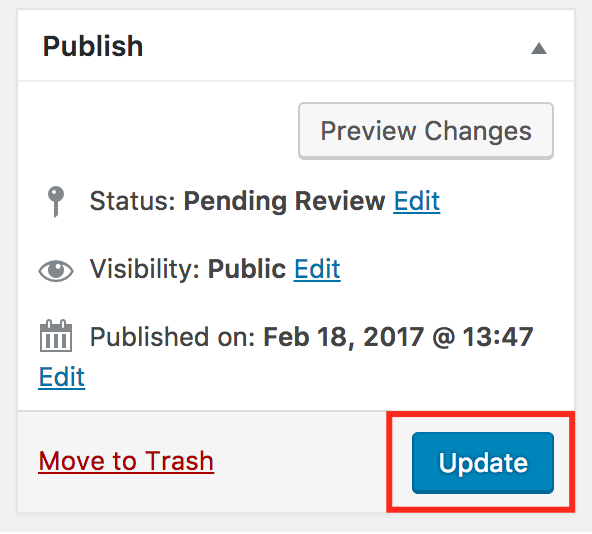 Publish
Preview Changes
Status: Pending Review Edit
Visibility: Public Edit
Published on: Feb 18, 2017 @ 13:47
Edit
Move to Trash
Update